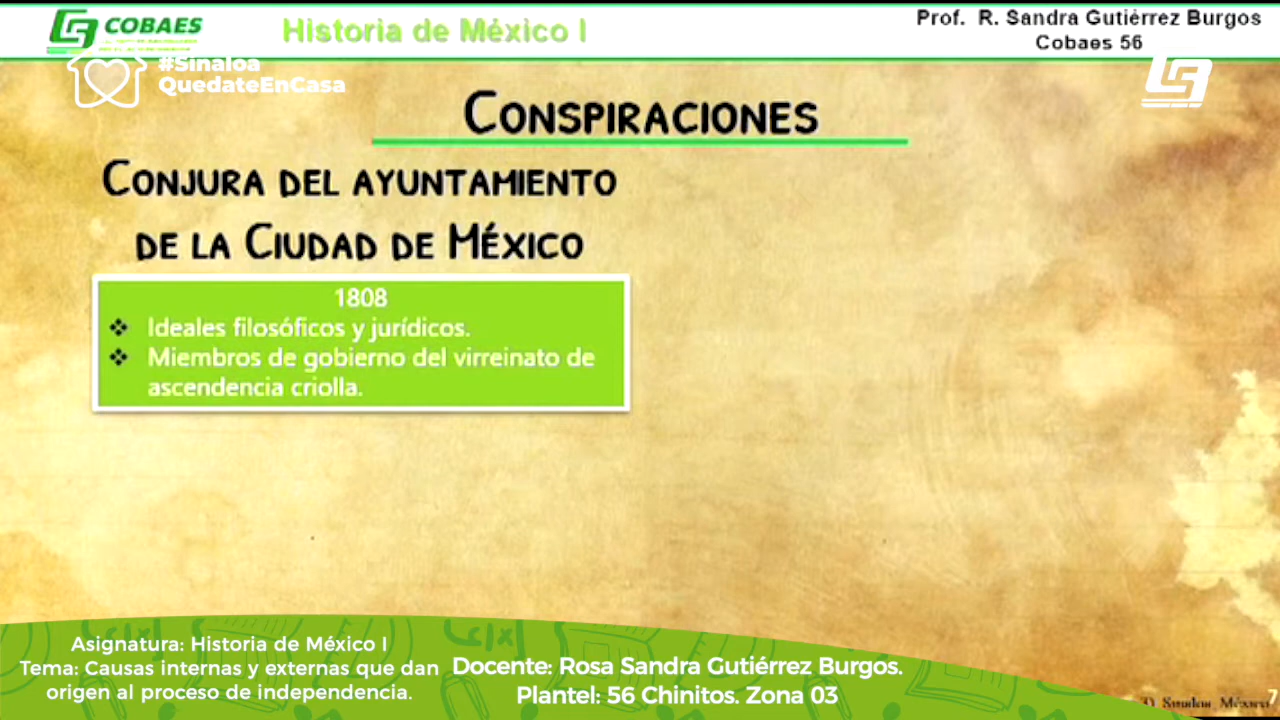 COBAES
Historia de México I
Prof. R. Sandra Gutiérrez Burgos
Cobaes 56
#Sinaloa
QuedateEnCasa
CONSPIRACIONES
CONJURA DEL AYUNTAMIENTO
DE LA CIUDAD DE MÉXICO
1808
❖ Ideales filosóficos y jurídicos.
❖ Miembros de gobierno del virreinato de
ascendencia criolla.
Asignatura: Historia de México I
Tema: Causas internas y externas que dan
origen al proceso de independencia.
Docente: Rosa Sandra Gutiérrez Burgos.
Plantel: 56 Chinitos. Zona 03
México
7